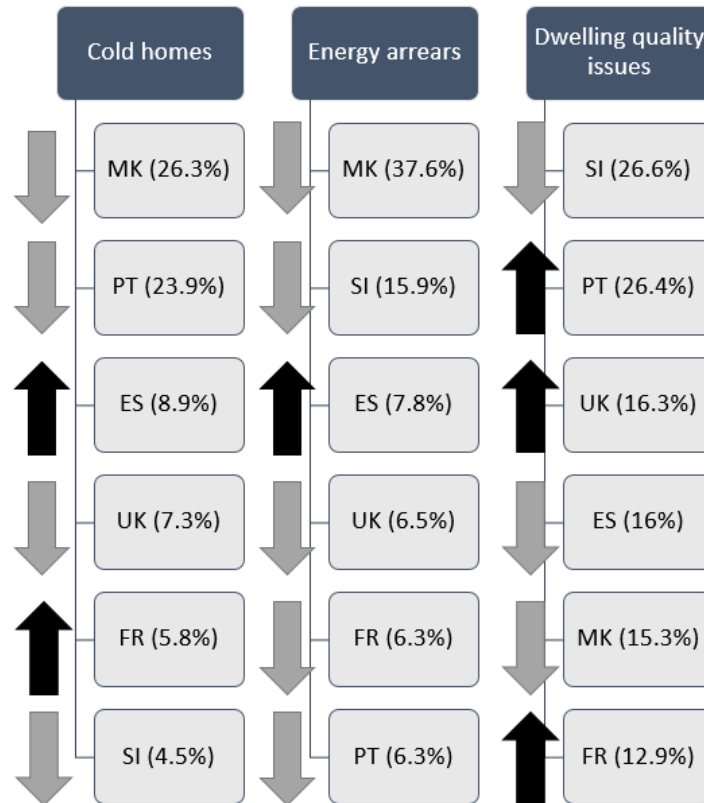 Cold homes
MK (26.3%)
PT (23.9%)
ES (8.9%)
UK (7.3%)
FR (5.8%)
SI (4.5%)
Energy arrears
MK (37.6%)
SI (15.9%)
ES (7.8%)
UK (6.5%)
FR (6.3%)
PT (6.3%)
Dwelling quality
issues
SI (26.6%)
PT (26.4%)
UK (16.3%)
ES (16%)
MK (15.3%)
FR (12.9%)